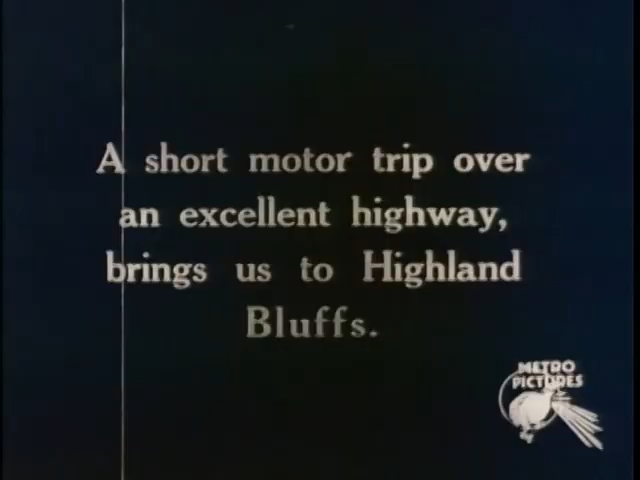 A short motor trip over
an excellent highway,
brings us to Highland
Bluffs.
METRO
PICTURES